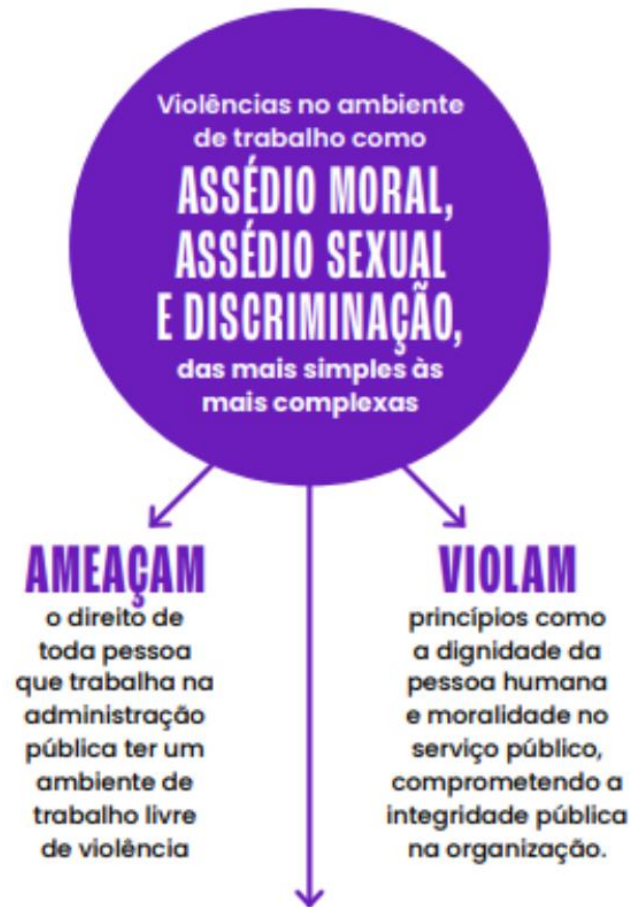 Violências no ambiente
de trabalho como
ASSÉDIO MORAL,
ASSÉDIO SEXUAL
E DISCRIMINAÇÃO,
das mais simples às
mais complexas
AMEAÇAM
o direito de
toda pessoa
que trabalha na
administração
pública ter um
ambiente de
trabalho livre
de violência
VIOLAM
princípios como
a dignidade da
pessoa humana
e moralidade no
serviço público,
comprometendo a
integridade pública
na organização.